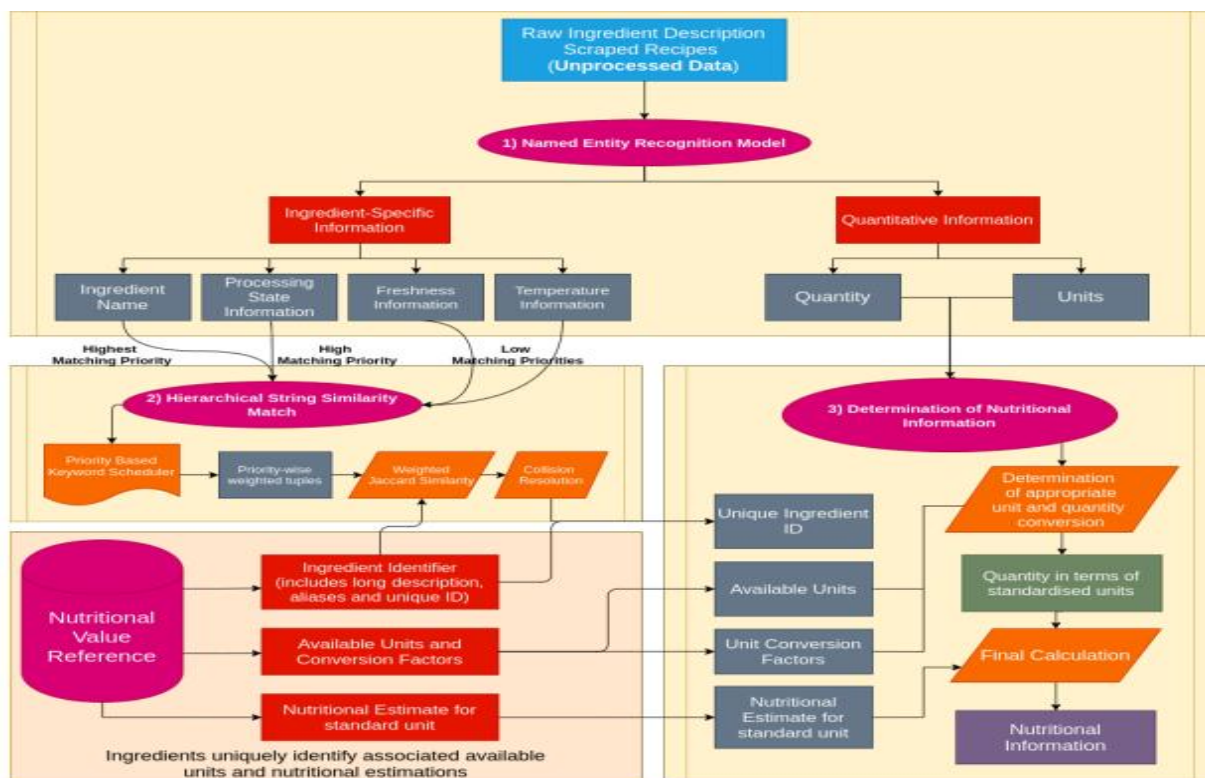 Raw Ingredient Description
Scraped Recipes
(Unprocessed Data)
1) Named Entity Recognition Model
Ingredient-Specific
Information
Quantitative Information
Ingredient
Name
Processing
State
Information
Freshness
Information
Temperature
Information
Quantity
Units
Highest
Matching Priority
High
Matching Priority
Low
Matching Priorities
2) Hierarchical String Similarity
Match
Priority Based
Keyword Scheduler
Priority-wise
weighted tuples
Weighted
Jaccard Similarity
Collision
Resolution
3) Determination of Nutritional
Information
Determination
of appropriate
unit and quantity
conversion
Unique Ingredient
ID
Available Units
Quantity in terms of
standardised units
Unit Conversion
Factors
Final Calculation
Nutritional
Estimate for
standard unit
Nutritional
Information
Nutritional
Value
Reference
Ingredient Identifier
(includes long description,
aliases and unique ID)
Available Units and
Conversion Factors
Nutritional Estimate for
standard unit
Ingredients uniquely identify associated available
units and nutritional estimations